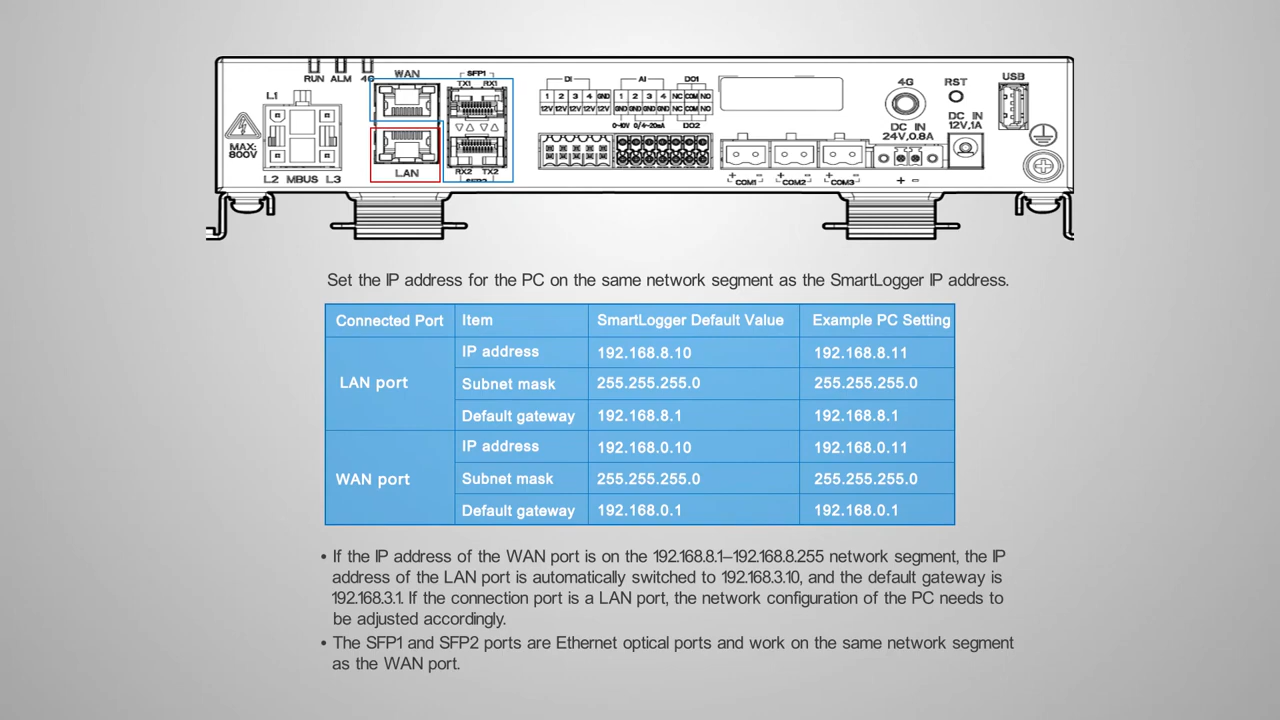 RUN ALM 4G
WAN
SFP1
TX1 RX1
DI
AI
DO1
4G
RST
USB
L1
1 2 3 4 GND
12V 12V 12V 12V 12V
1 2 3 4
GND GND GND GND
NC COM NO
NC COM NO
0~10V 0/4~20mA
DO2
DC IN
24V,0.8A
DC IN
12V,1A
MAX:
800V
L2 MBUS L3
LAN
RX2 TX2
+ −
COM1
+ −
COM2
+ −
COM3
+ −
Set the IP address for the PC on the same network segment as the SmartLogger IP address.
Connected Port Item SmartLogger Default Value Example PC Setting
LAN port
IP address 192.168.8.10 192.168.8.11
Subnet mask 255.255.255.0 255.255.255.0
Default gateway 192.168.8.1 192.168.8.1
WAN port
IP address 192.168.0.10 192.168.0.11
Subnet mask 255.255.255.0 255.255.255.0
Default gateway 192.168.0.1 192.168.0.1
• If the IP address of the WAN port is on the 192.168.8.1–192.168.8.255 network segment, the IP
address of the LAN port is automatically switched to 192.168.3.10, and the default gateway is
192.168.3.1. If the connection port is a LAN port, the network configuration of the PC needs to
be adjusted accordingly.
• The SFP1 and SFP2 ports are Ethernet optical ports and work on the same network segment
as the WAN port.